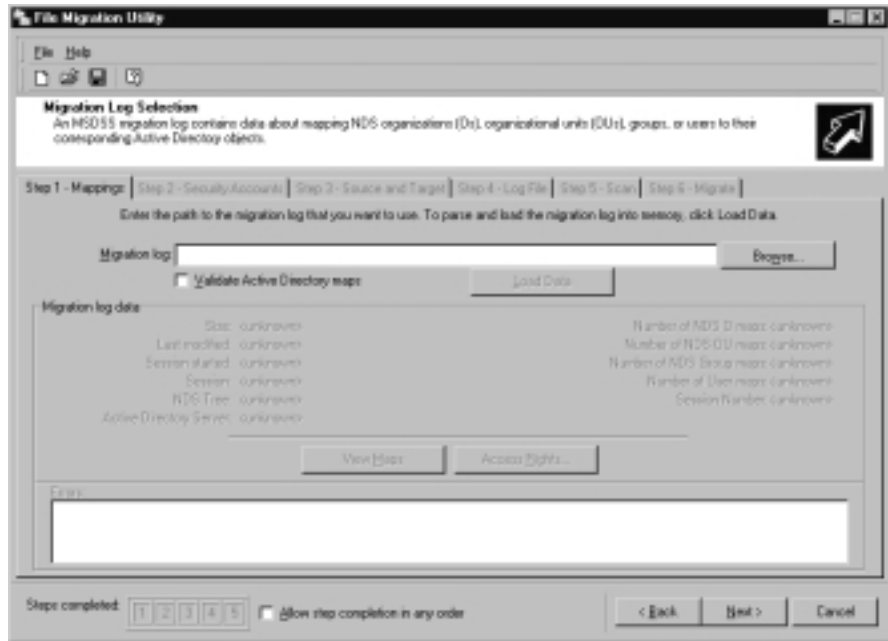 File Migration Utility
File Help
Migration Log Selection
An MSDSS migration log contains data about mapping NDS organizations (Os), organizational units (OUs), groups, or users to their
corresponding Active Directory objects.
Step 1 - Mappings Step 2 - Security Accounts Step 3 - Source and Target Step 4 - Log File Step 5 - Scan Step 6 - Migrate
Enter the path to the migration log that you want to use. To parse and load the migration log into memory, click Load Data.
Migration log: Browse...
Validate Active Directory maps Load Data
Migration log data
Size: <unknown> Number of NDS O maps: <unknown>
Last modified: <unknown> Number of NDS OU maps: <unknown>
Session started: <unknown> Number of NDS Group maps: <unknown>
Session: <unknown> Number of User maps: <unknown>
NDS Tree: <unknown> Session Number: <unknown>
Active Directory Server: <unknown>
View Maps Access Rights...
Errors:
Steps completed: 1 2 3 4 5 Allow step completion in any order < Back Next > Cancel